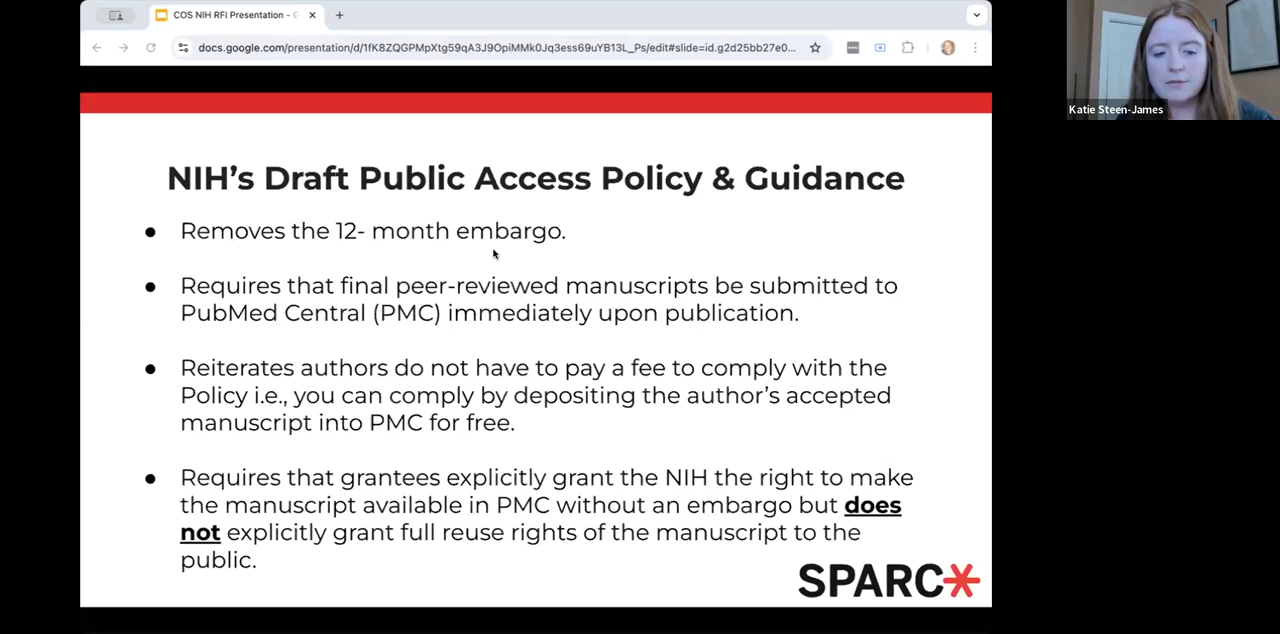 COS NIH RFI Presentation - G
docs.google.com/presentation/d/1fK8ZQGPMpXtg59qA3J9OpiMMk0Jq3ess69uYB13L_Ps/edit#slide=id.g2d25bb27e0...
Katie Steen-James
NIH’s Draft Public Access Policy & Guidance
● Removes the 12- month embargo.
● Requires that final peer-reviewed manuscripts be submitted to
PubMed Central (PMC) immediately upon publication.
● Reiterates authors do not have to pay a fee to comply with the
Policy i.e., you can comply by depositing the author’s accepted
manuscript into PMC for free.
● Requires that grantees explicitly grant the NIH the right to make
the manuscript available in PMC without an embargo but does
not explicitly grant full reuse rights of the manuscript to the
public.
SPARC